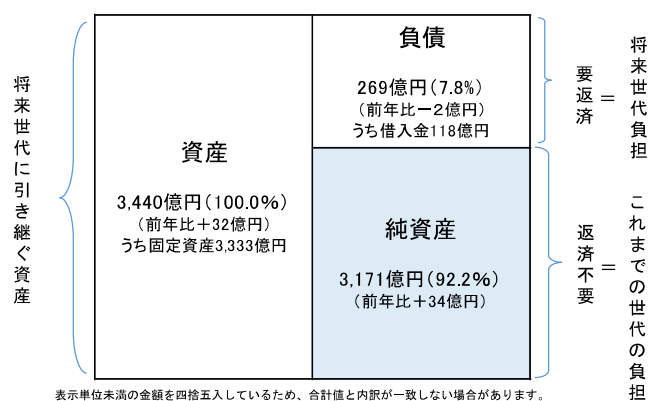 将来世代に引き継ぐ資産
資産
3,440億円(100.0%)
(前年比+32億円)
うち固定資産3,333億円
負債
269億円(7.8%)
(前年比-2億円)
うち借入金118億円
要返済
=
将来世代負担
純資産
3,171億円(92.2%)
(前年比+34億円)
返済不要
=
これまでの世代の負担
表示単位未満の金額を四捨五入しているため、合計値と内訳が一致しない場合があります。